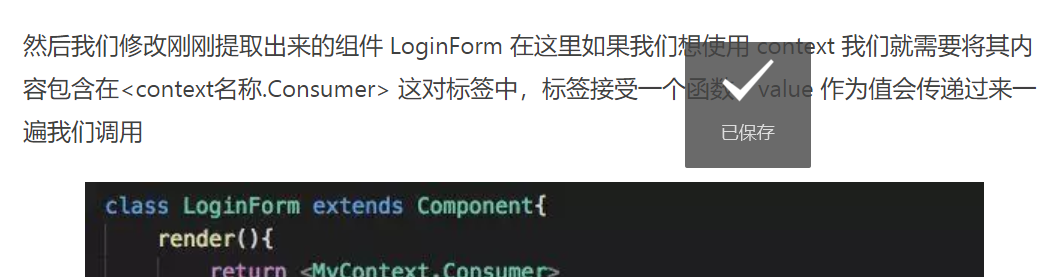 然后我们修改刚刚提取出来的组件 LoginForm 在这里如果我们想使用 context 我们就需要将其内
容包含在<context名称.Consumer> 这对标签中，标签接受一个函数 value 作为值会传递过来一
遍我们调用
已保存
class LoginForm extends Component{
render(){
return <MyContext.Consumer>